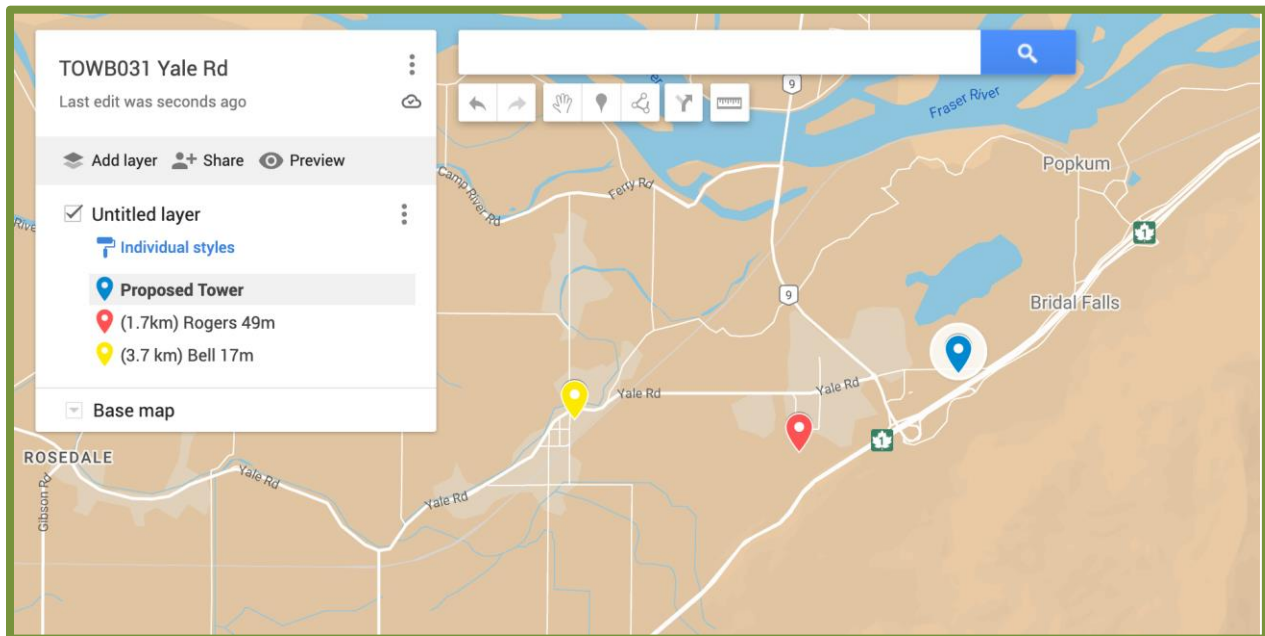 TOWB031 Yale Rd
Last edit was seconds ago
Add layer Share Preview
Untitled layer
Individual styles
Proposed Tower
(1.7km) Rogers 49m
(3.7 km) Bell 17m
Base map
9
Fraser River
Popkum
Camp River Rd
Ferry Rd
1
9
Bridal Falls
Yale Rd
Yale Rd
1
ROSEDALE
Yale Rd
Yale Rd
Gibson Rd